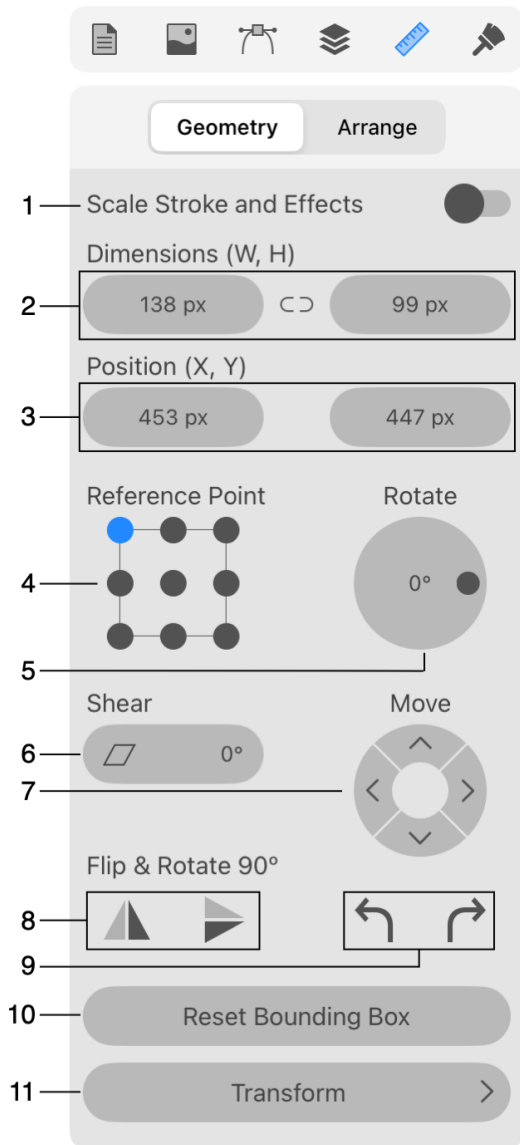 Geometry Arrange
1 Scale Stroke and Effects
Dimensions (W, H)
2 138 px 99 px
Position (X, Y)
3 453 px 447 px
Reference Point Rotate
4 0°
5
Shear Move
6 0°
7
Flip & Rotate 90°
8
9
10 Reset Bounding Box
11 Transform